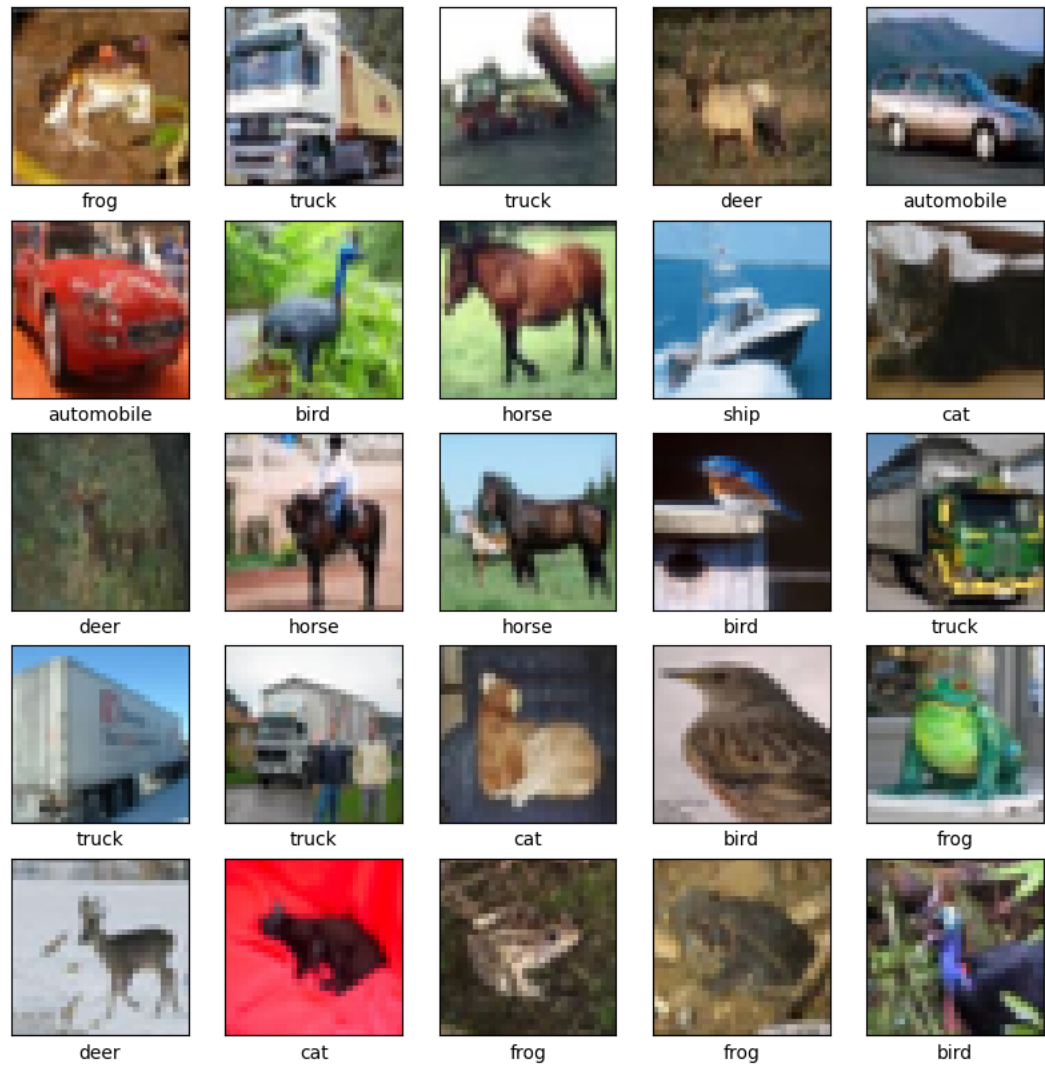 frog truck truck deer automobile
automobile bird horse ship cat
deer horse horse bird truck
truck truck cat bird frog
deer cat frog frog bird